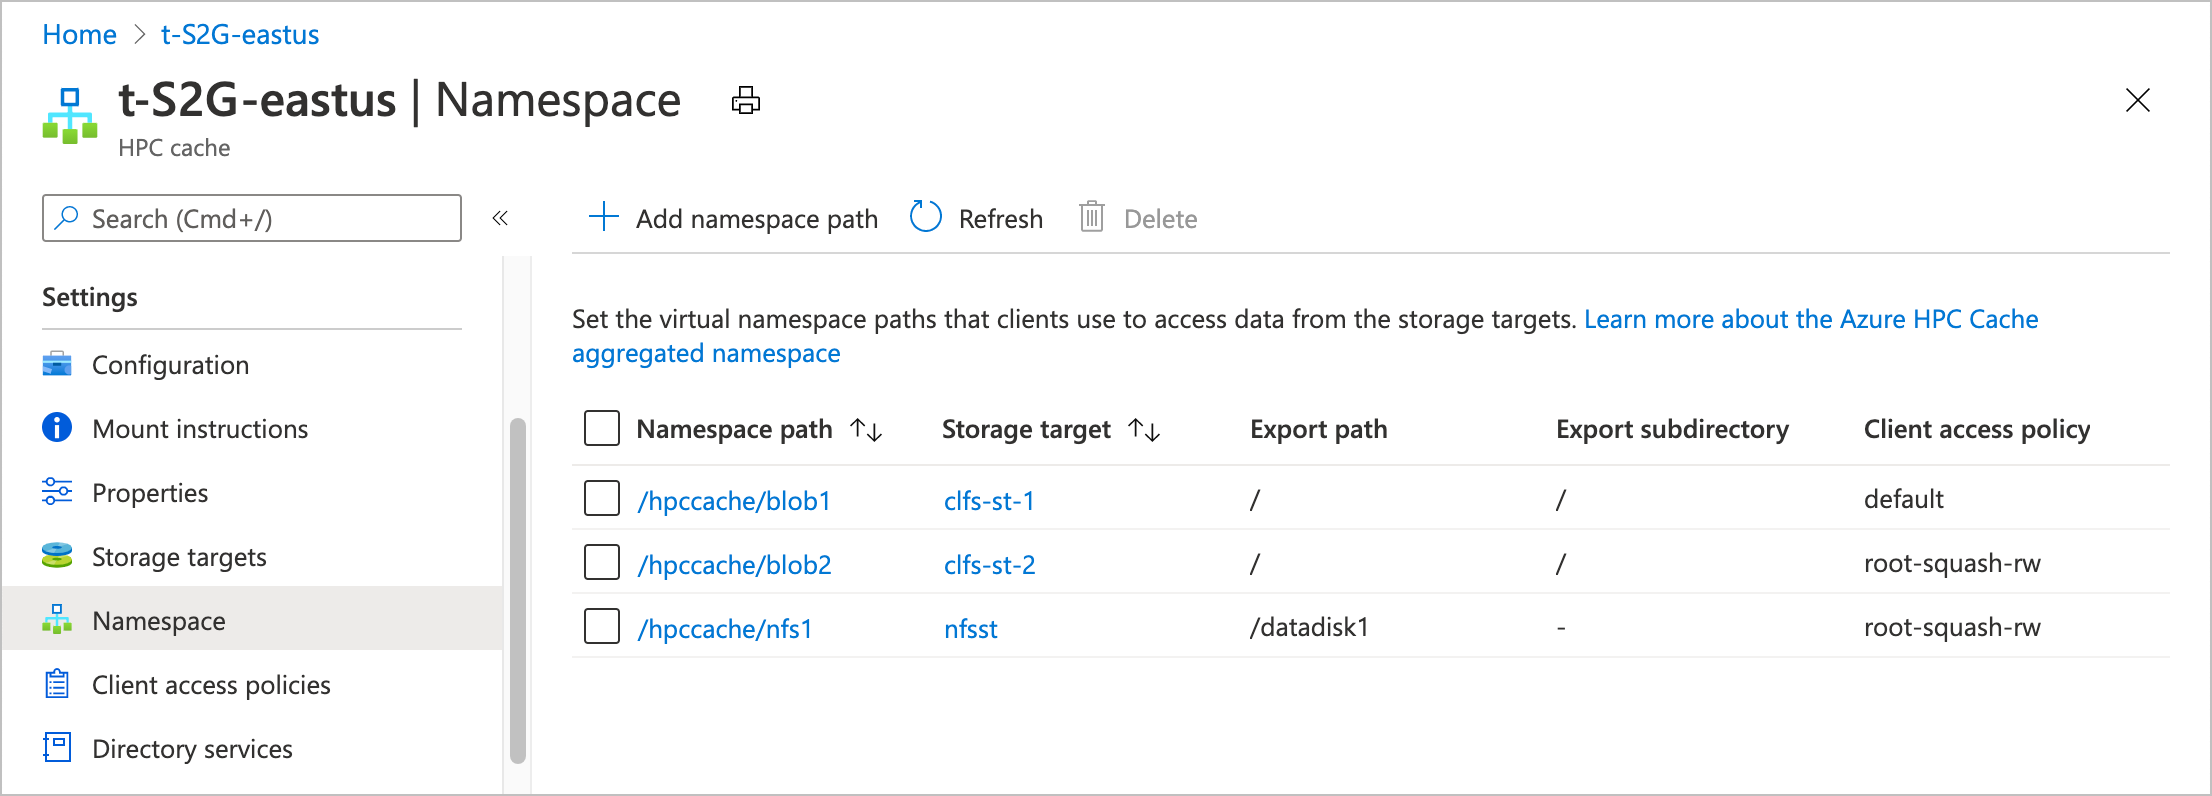 Home > t-S2G-eastus
t-S2G-eastus | Namespace
HPC cache
Search (Cmd+/)
«
Add namespace path
Refresh
Delete
Settings
Configuration
Mount instructions
Properties
Storage targets
Namespace
Client access policies
Directory services
Set the virtual namespace paths that clients use to access data from the storage targets. Learn more about the Azure HPC Cache
aggregated namespace
Namespace path ↑↓ Storage target ↑↓ Export path Export subdirectory Client access policy
/hpccache/blob1 clfs-st-1 / / default
/hpccache/blob2 clfs-st-2 / / root-squash-rw
/hpccache/nfs1 nfsst /datadisk1 - root-squash-rw